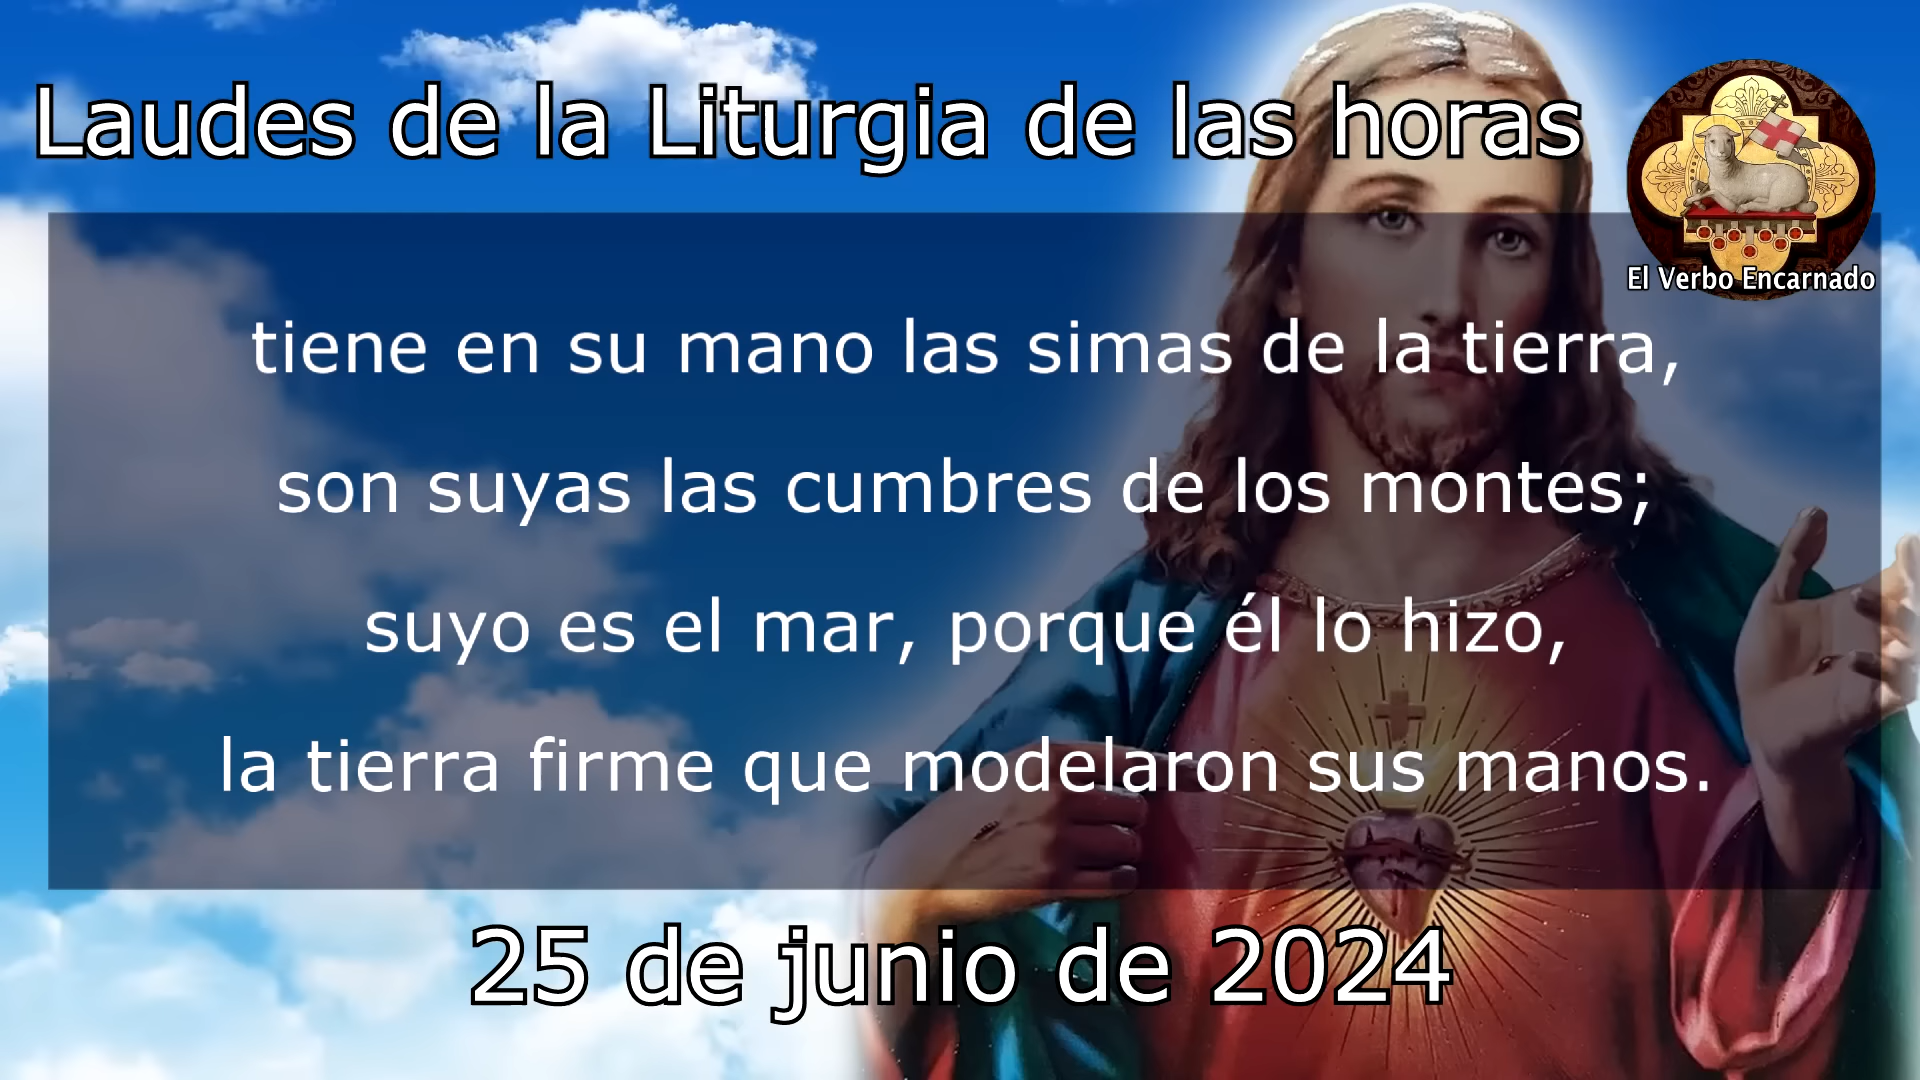 Laudes de la Liturgia de las horas
El Verbo Encarnado
tiene en su mano las simas de la tierra,
son suyas las cumbres de los montes;
suyo es el mar, porque él lo hizo,
la tierra firme que modelaron sus manos.
25 de junio de 2024